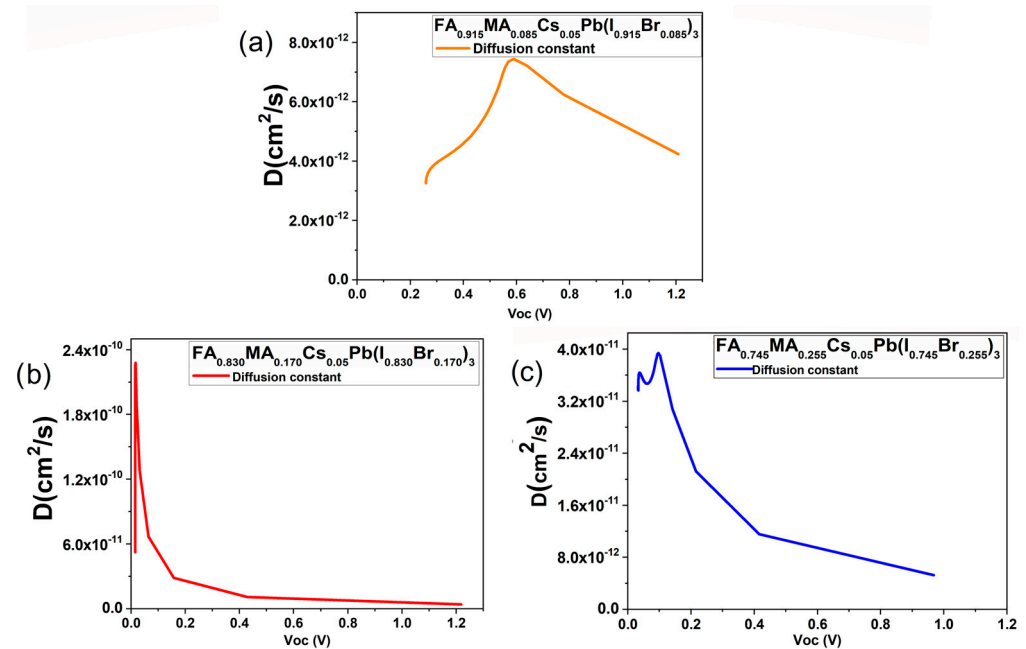 (a)
FA0.915MA0.085Cs0.05Pb(I0.915Br0.085)3
Diffusion constant
D(cm2/s)
8.0x10-12
6.0x10-12
4.0x10-12
2.0x10-12
0.0
0.0 0.2 0.4 0.6 0.8 1.0 1.2
Voc (V)
(b)
FA0.830MA0.170Cs0.05Pb(I0.830Br0.170)3
Diffusion constant
D(cm2/s)
2.4x10-10
1.8x10-10
1.2x10-10
6.0x10-11
0.0
0.0 0.2 0.4 0.6 0.8 1.0 1.2
Voc (V)
(c)
FA0.745MA0.255Cs0.05Pb(I0.745Br0.255)3
Diffusion constant
D(cm2/s)
4.0x10-11
3.2x10-11
2.4x10-11
1.6x10-11
8.0x10-12
0.0
0.0 0.2 0.4 0.6 0.8 1.0 1.2
Voc (V)